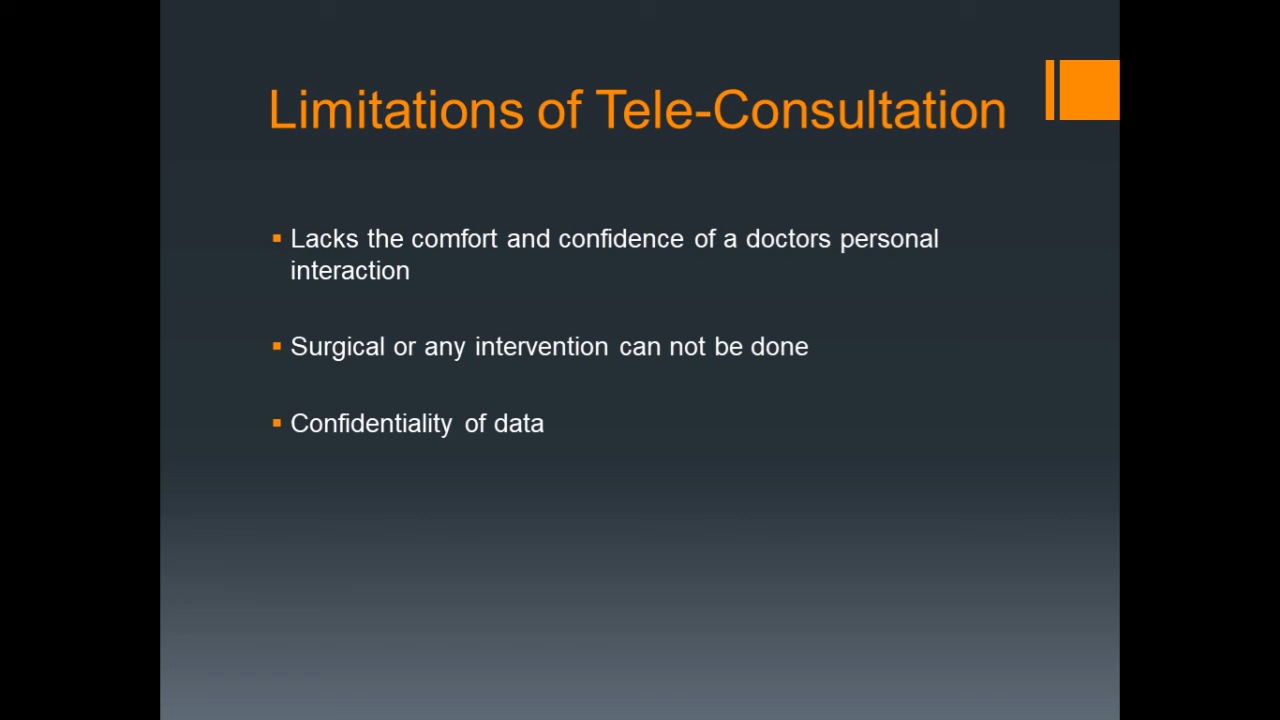 Limitations of Tele-Consultation
Lacks the comfort and confidence of a doctors personal
interaction
Surgical or any intervention can not be done
Confidentiality of data